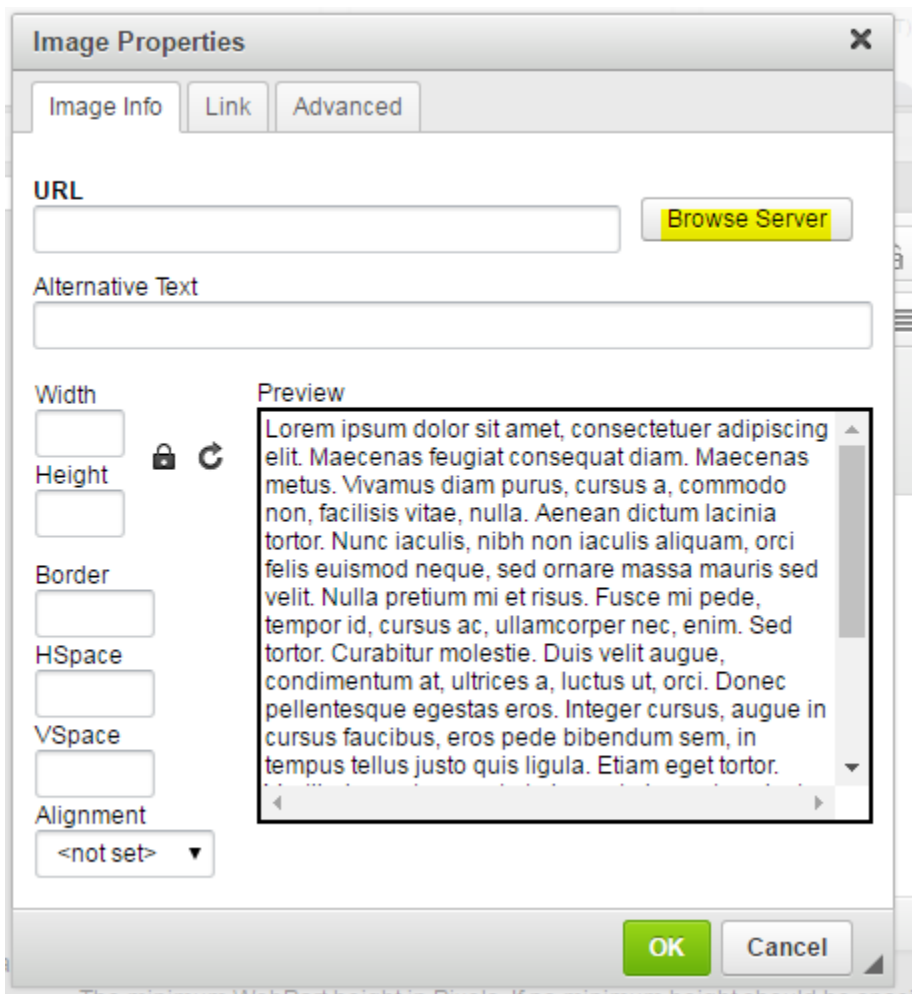 Image Properties
Image Info
Link
Advanced
URL
Browse Server
Alternative Text
Width
Height
Border
HSpace
VSpace
Alignment
<not set>
Preview
Lorem ipsum dolor sit amet, consectetuer adipiscing
elit. Maecenas feugiat consequat diam. Maecenas
metus. Vivamus diam purus, cursus a, commodo
non, facilisis vitae, nulla. Aenean dictum lacinia
tortor. Nunc iaculis, nibh non iaculis aliquam, orci
felis euismod neque, sed ornare massa mauris sed
velit. Nulla pretium mi et risus. Fusce mi pede,
tempor id, cursus ac, ullamcorper nec, enim. Sed
tortor. Curabitur molestie. Duis velit augue,
condimentum at, ultrices a, luctus ut, orci. Donec
pellentesque egestas eros. Integer cursus, augue in
cursus faucibus, eros pede bibendum sem, in
tempus tellus justo quis ligula. Etiam eget tortor.
OK
Cancel